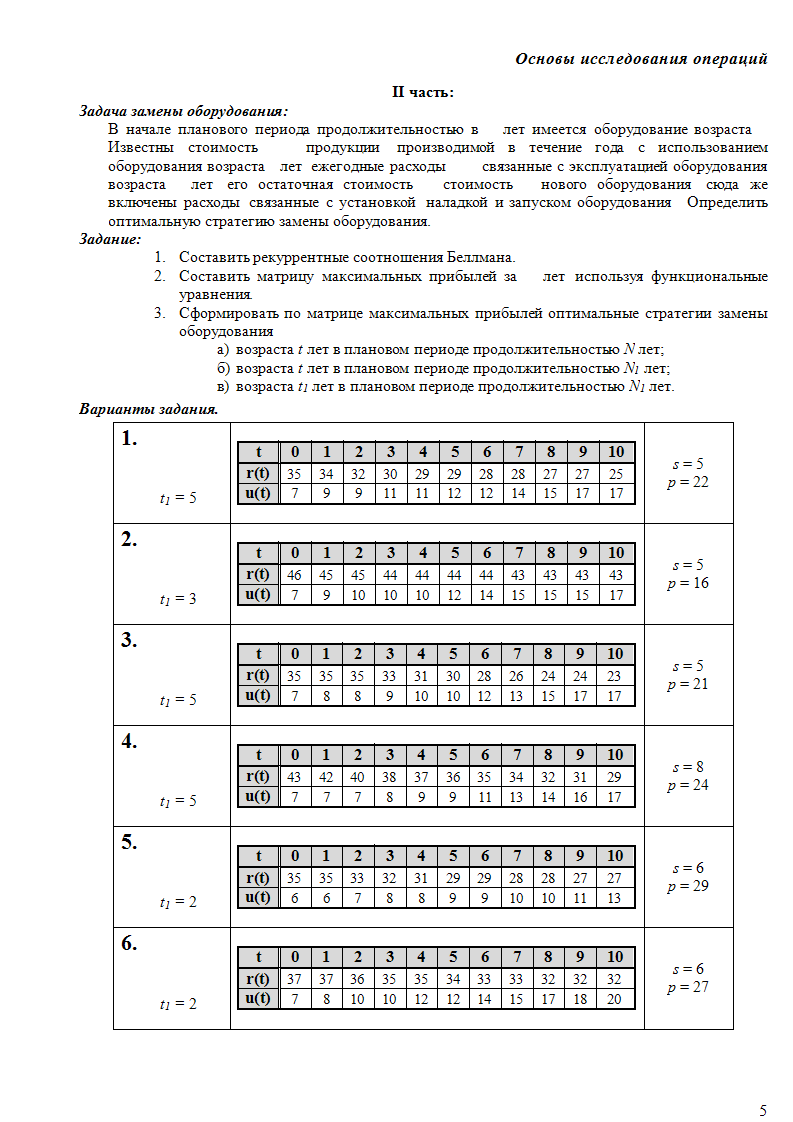 Основы исследования операций
II часть:
Задача замены оборудования:
В начале планового периода продолжительностью в лет имеется оборудование возраста
Известны стоимость продукции производимой в течение года с использованием
оборудования возраста лет ежегодные расходы связанные с эксплуатацией оборудования
возраста лет его остаточная стоимость стоимость нового оборудования сюда же
включены расходы связанные с установкой наладкой и запуском оборудования Определить
оптимальную стратегию замены оборудования.
Задание:
1. Составить рекуррентные соотношения Беллмана.
2. Составить матрицу максимальных прибылей за лет используя функциональные
уравнения.
3. Сформировать по матрице максимальных прибылей оптимальные стратегии замены
оборудования
а) возраста t лет в плановом периоде продолжительностью N лет;
б) возраста t лет в плановом периоде продолжительностью N1 лет;
в) возраста t1 лет в плановом периоде продолжительностью N1 лет.
Варианты задания.
1.
t1 = 5
t 0 1 2 3 4 5 6 7 8 9 10
r(t) 35 34 32 30 29 29 28 28 27 27 25
u(t) 7 9 9 11 11 12 12 14 15 17 17
s = 5
p = 22
2.
t1 = 3
t 0 1 2 3 4 5 6 7 8 9 10
r(t) 46 45 45 44 44 44 44 43 43 43 43
u(t) 7 9 10 10 10 12 14 15 15 15 17
s = 5
p = 16
3.
t1 = 5
t 0 1 2 3 4 5 6 7 8 9 10
r(t) 35 35 35 33 31 30 28 26 24 24 23
u(t) 7 8 8 9 10 10 12 13 15 17 17
s = 5
p = 21
4.
t1 = 5
t 0 1 2 3 4 5 6 7 8 9 10
r(t) 43 42 40 38 37 36 35 34 32 31 29
u(t) 7 7 7 8 9 9 11 13 14 16 17
s = 8
p = 24
5.
t1 = 2
t 0 1 2 3 4 5 6 7 8 9 10
r(t) 35 35 33 32 31 29 29 28 28 27 27
u(t) 6 6 7 8 8 9 9 10 10 11 13
s = 6
p = 29
6.
t1 = 2
t 0 1 2 3 4 5 6 7 8 9 10
r(t) 37 37 36 35 35 34 33 33 32 32 32
u(t) 7 8 10 10 12 12 14 15 17 18 20
s = 6
p = 27
5